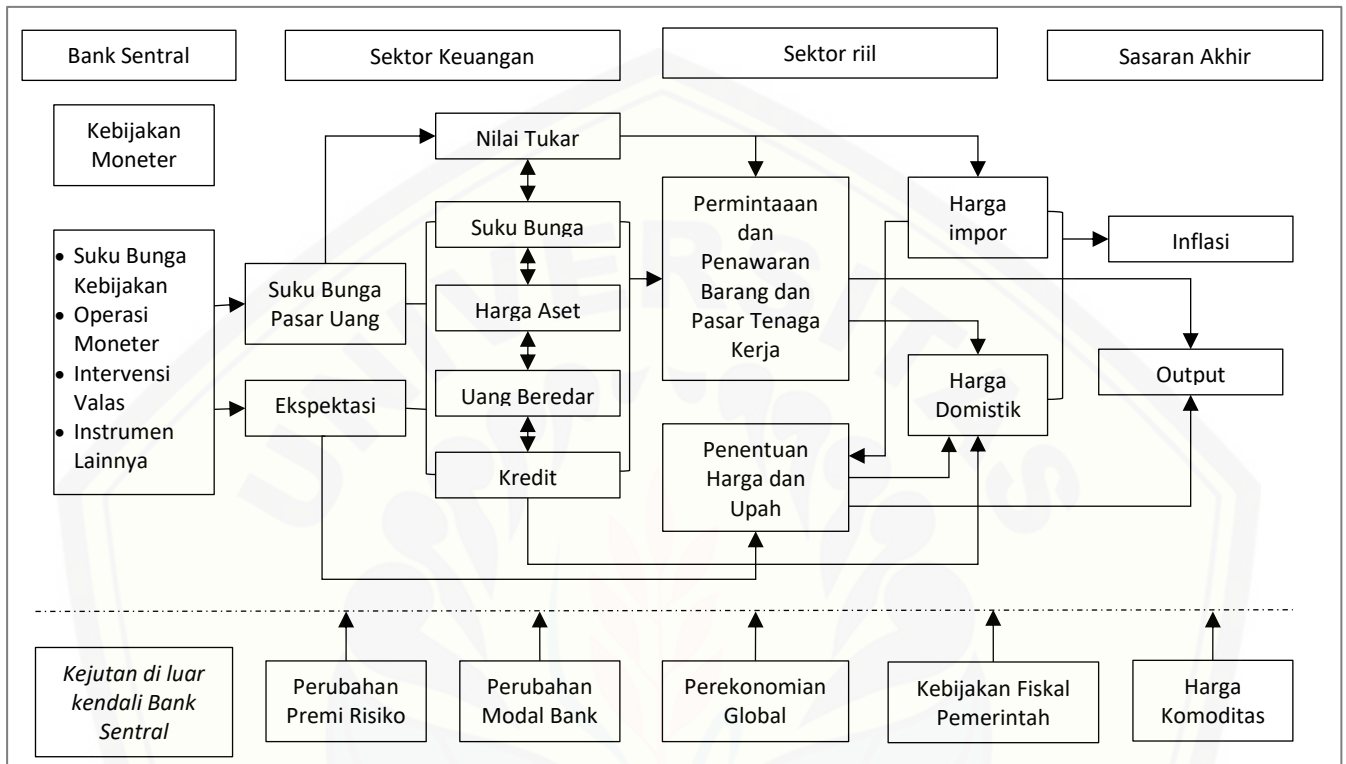 Bank Sentral
Sektor Keuangan
Sektor riil
Sasaran Akhir
Kebijakan
Moneter
Nilai Tukar
Suku Bunga
Harga Aset
Uang Beredar
Kredit
• Suku Bunga
Kebijakan
• Operasi
Moneter
• Intervensi
Valas
• Instrumen
Lainnya
Suku Bunga
Pasar Uang
Ekspektasi
Permintaaan
dan
Penawaran
Barang dan
Pasar Tenaga
Kerja
Penentuan
Harga dan
Upah
Harga
impor
Harga
Domistik
Inflasi
Output
Kejutan di luar
kendali Bank
Sentral
Perubahan
Premi Risiko
Perubahan
Modal Bank
Perekonomian
Global
Kebijakan Fiskal
Pemerintah
Harga
Komoditas
UNIVERSITAS